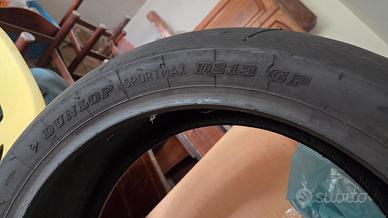 DUNLOP SPORTMAX D213 GP
subito